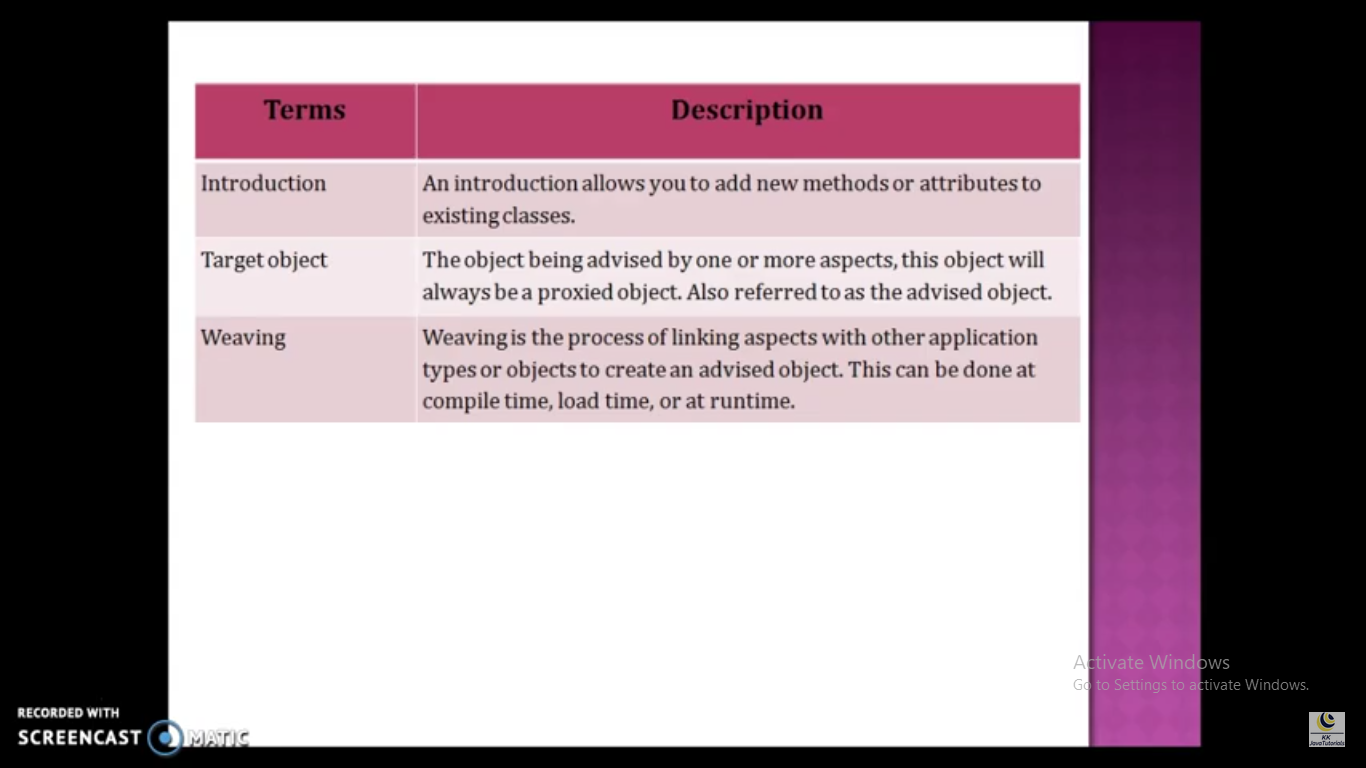 Terms
Description
Introduction
An introduction allows you to add new methods or attributes to
existing classes.
Target object
The object being advised by one or more aspects, this object will
always be a proxied object. Also referred to as the advised object.
Weaving
Weaving is the process of linking aspects with other application
types or objects to create an advised object. This can be done at
compile time, load time, or at runtime.
Activate Windows
Go to Settings to activate Windows.
RECORDED WITH
SCREENCAST MATIC
KK
JavaTutorials